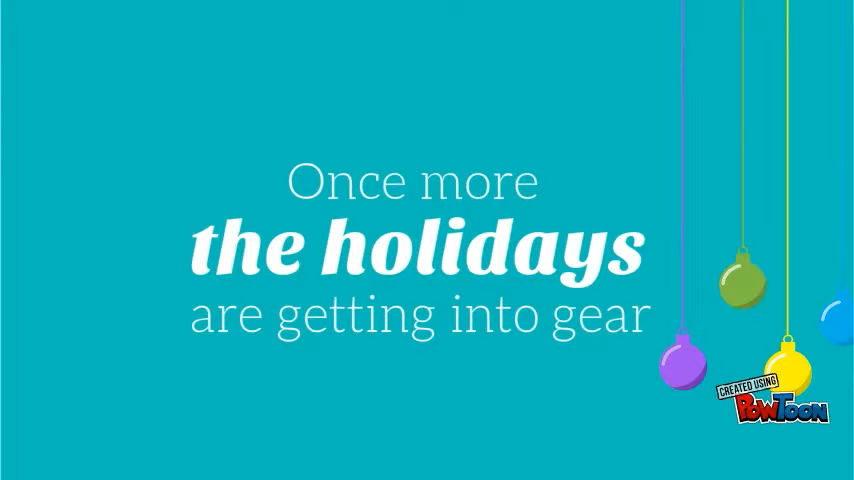 Once more
the holidays
are getting into gear
CREATED USING
POWTOON